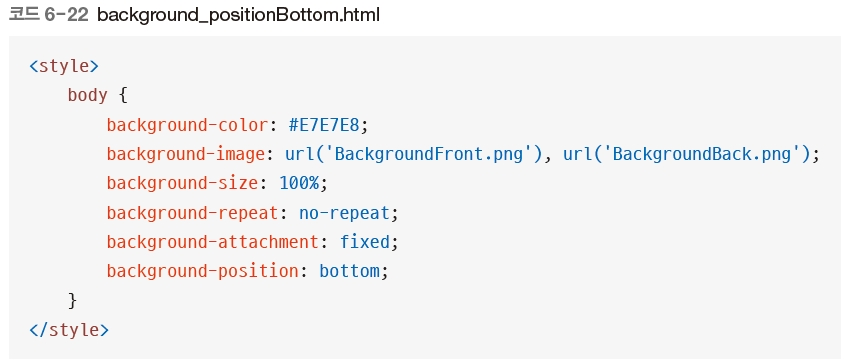 코드 6-22 background_positionBottom.html
<style>
body {
background-color: #E7E7E8;
background-image: url('BackgroundFront.png'), url('BackgroundBack.png');
background-size: 100%;
background-repeat: no-repeat;
background-attachment: fixed;
background-position: bottom;
}
</style>